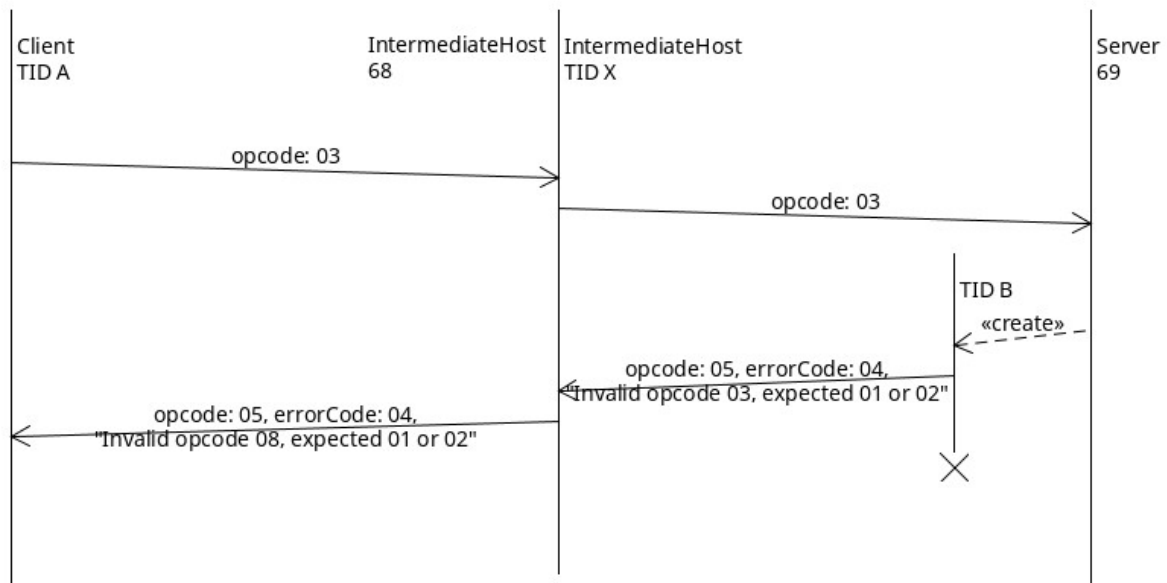 Client
TID A
IntermediateHost
68
IntermediateHost
TID X
Server
69
opcode: 03
opcode: 03
TID B
«create»
opcode: 05, errorCode: 04,
"Invalid opcode 03, expected 01 or 02"
opcode: 05, errorCode: 04,
"Invalid opcode 08, expected 01 or 02"